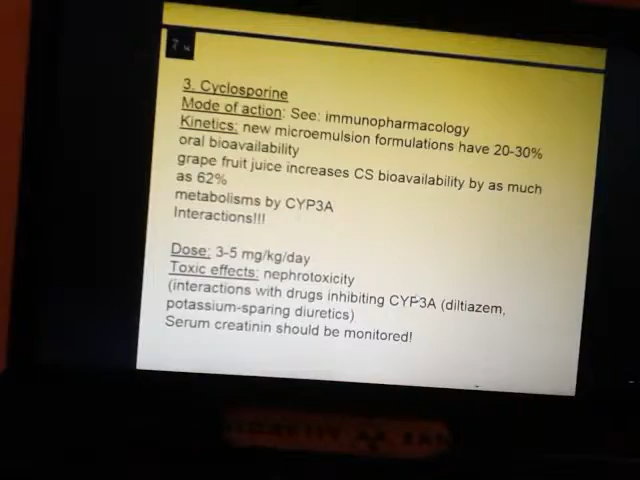 3. Cyclosporine
Mode of action: See: immunopharmacology
Kinetics: new microemulsion formulations have 20-30%
oral bioavailability
grape fruit juice increases CS bioavailability by as much
as 62%
metabolisms by CYP3A
Interactions!!!
Dose: 3-5 mg/kg/day
Toxic effects: nephrotoxicity
(interactions with drugs inhibiting CYP3A (diltiazem,
potassium-sparing diuretics)
Serum creatinin should be monitored!